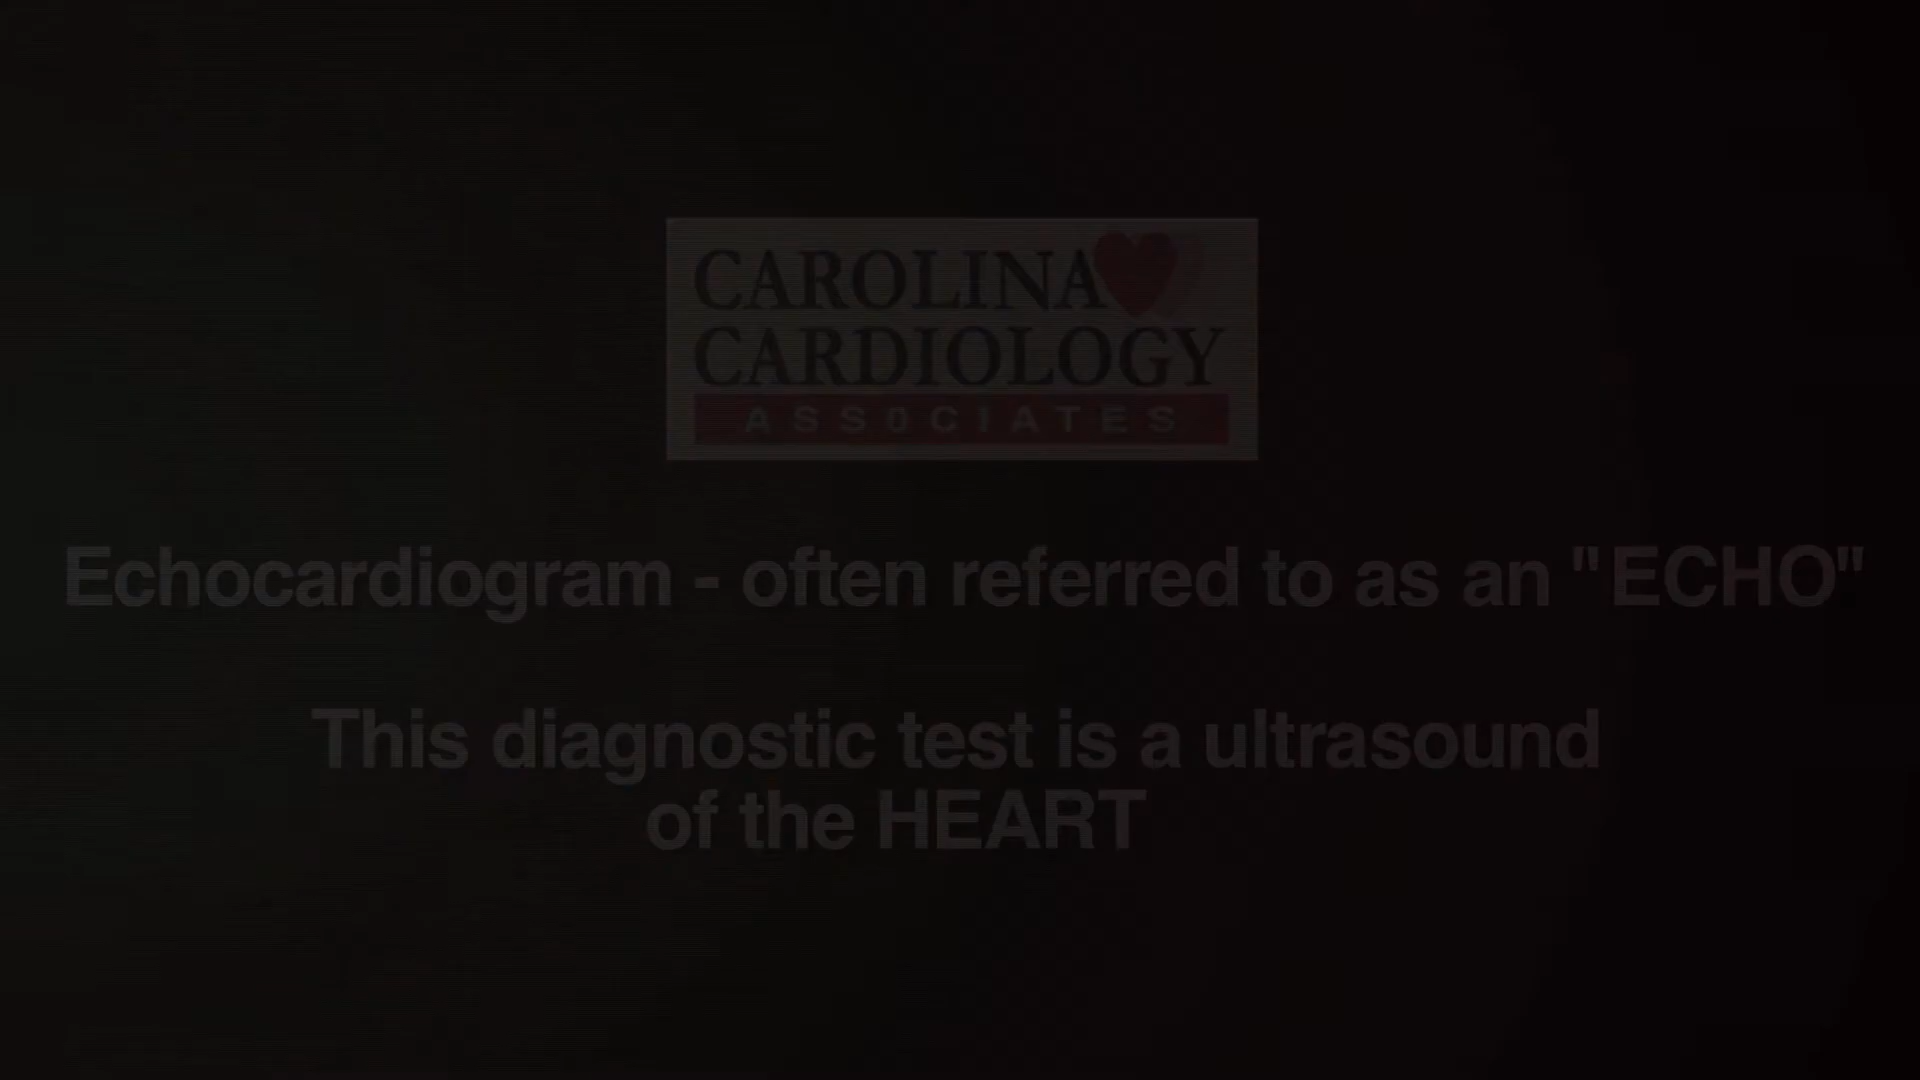 CAROLINA
CARDIOLOGY
ASSOCIATES
Echocardiogram - often referred to as an "ECHO"
This diagnostic test is a ultrasound
of the HEART